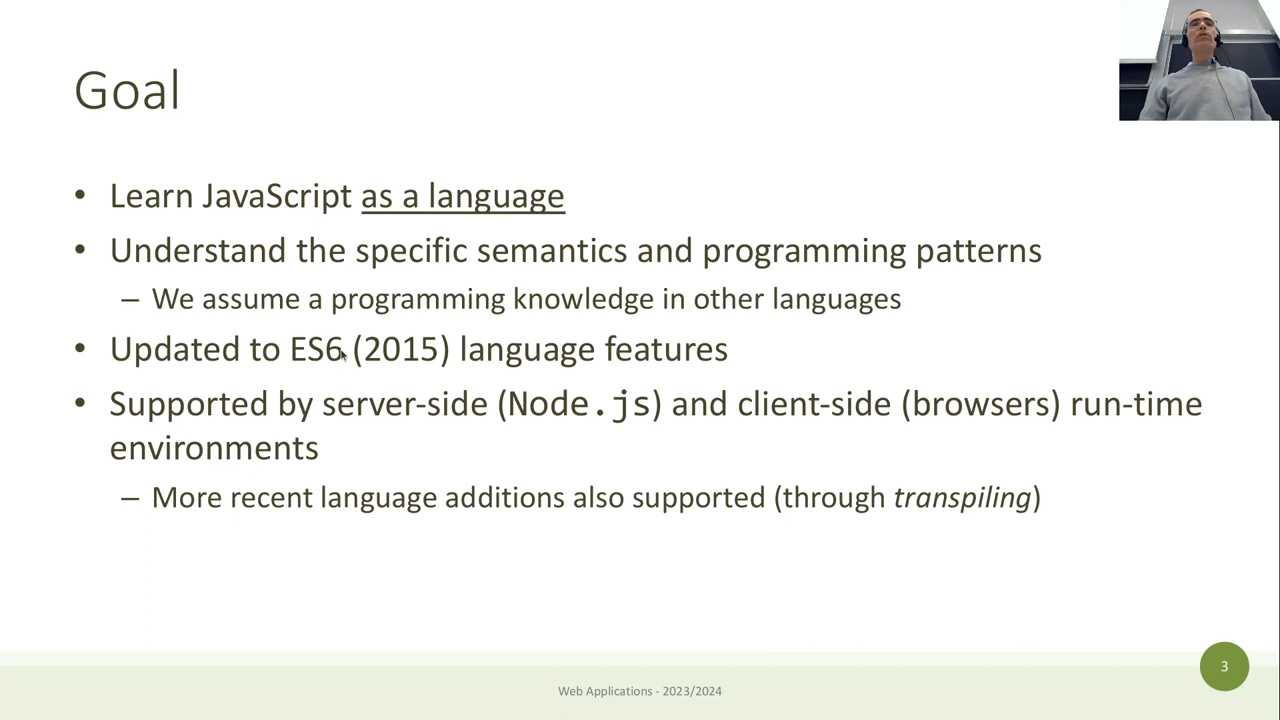 Goal
• Learn JavaScript as a language
• Understand the specific semantics and programming patterns
– We assume a programming knowledge in other languages
• Updated to ES6 (2015) language features
• Supported by server-side (Node.js) and client-side (browsers) run-time
environments
– More recent language additions also supported (through transpiling)
3
Web Applications - 2023/2024